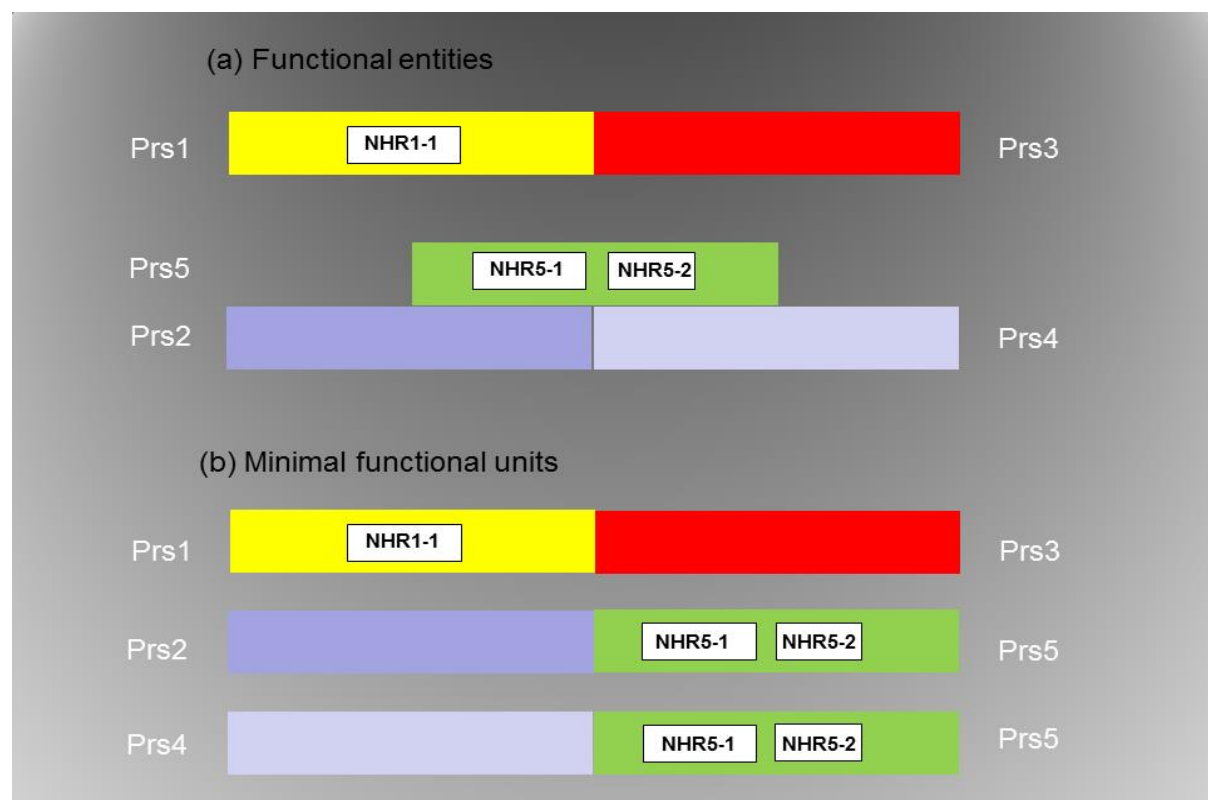 (a) Functional entities
Prs1 NHR1-1 Prs3
Prs5 NHR5-1 NHR5-2
Prs2 Prs4
(b) Minimal functional units
Prs1 NHR1-1 Prs3
Prs2 NHR5-1 NHR5-2 Prs5
Prs4 NHR5-1 NHR5-2 Prs5